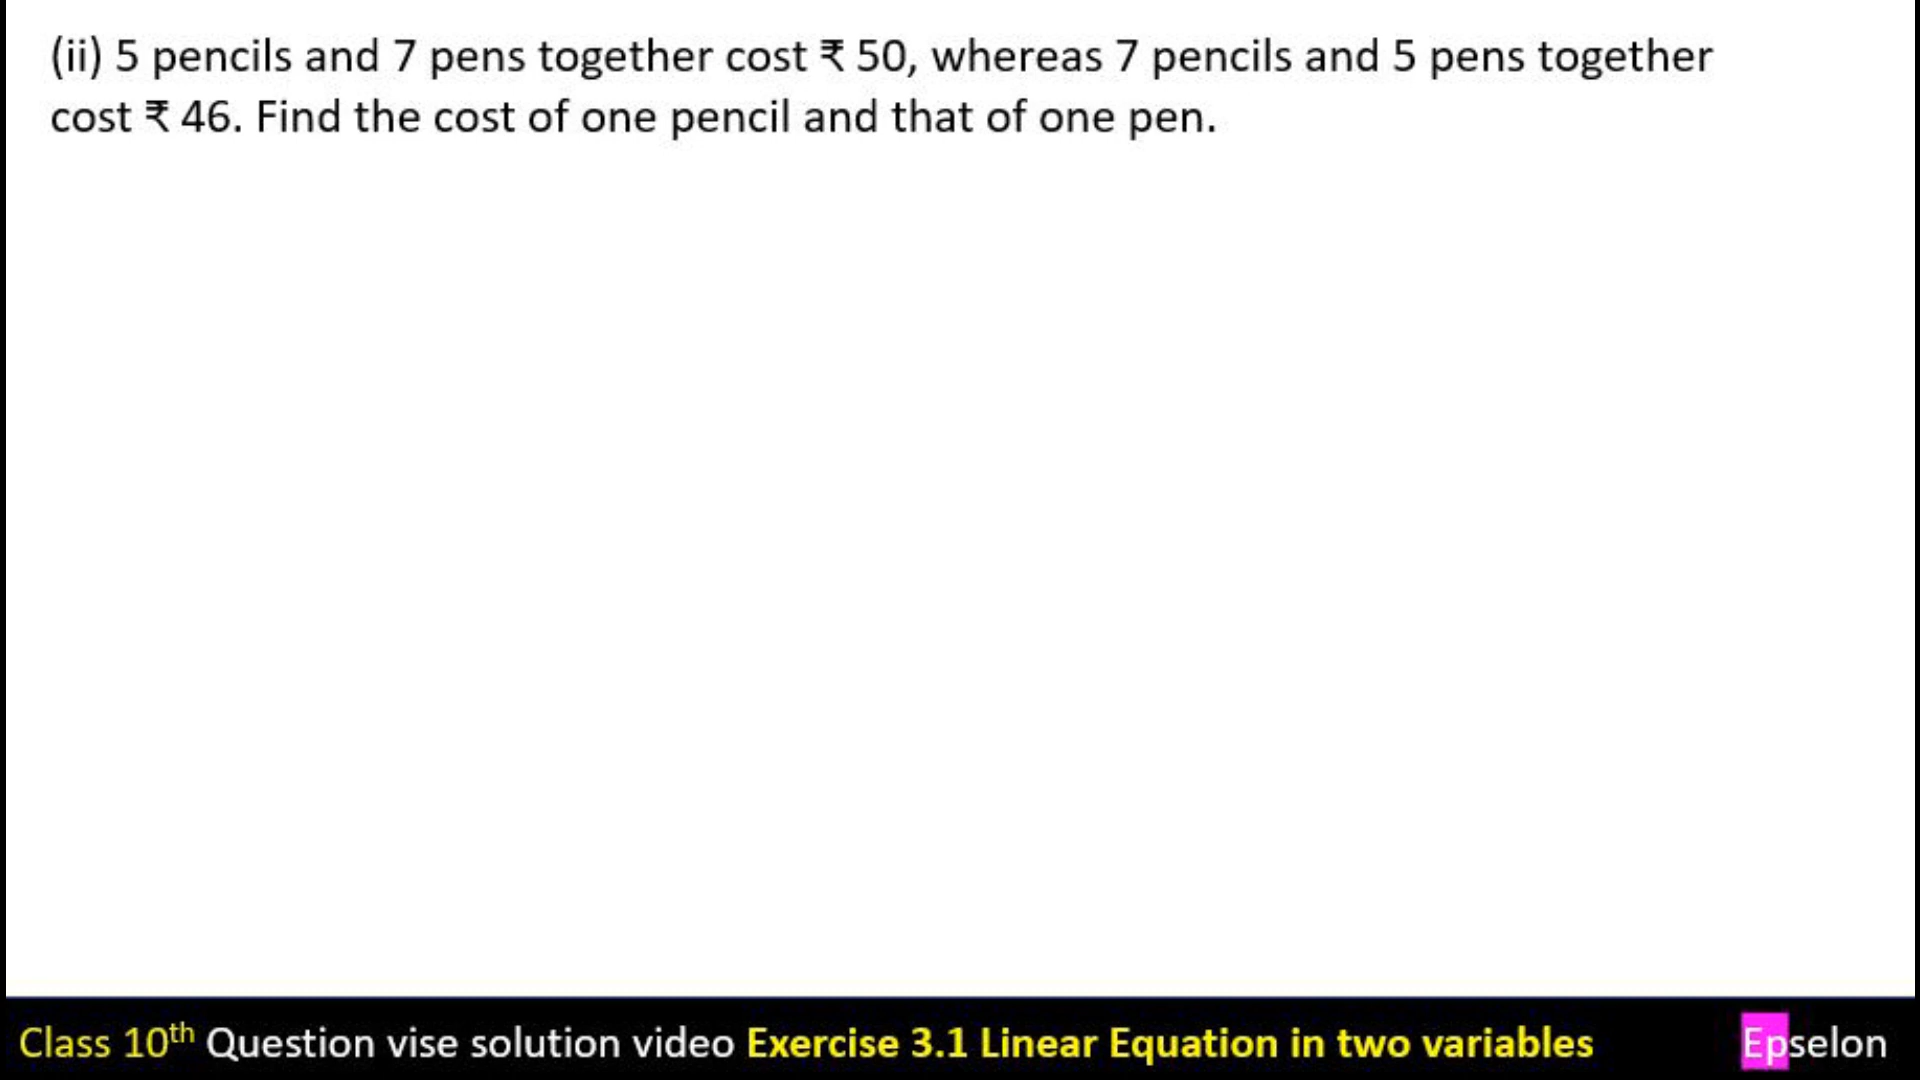 (ii) 5 pencils and 7 pens together cost ₹ 50, whereas 7 pencils and 5 pens together
cost ₹ 46. Find the cost of one pencil and that of one pen.
Class 10th Question vise solution video Exercise 3.1 Linear Equation in two variables Epselon